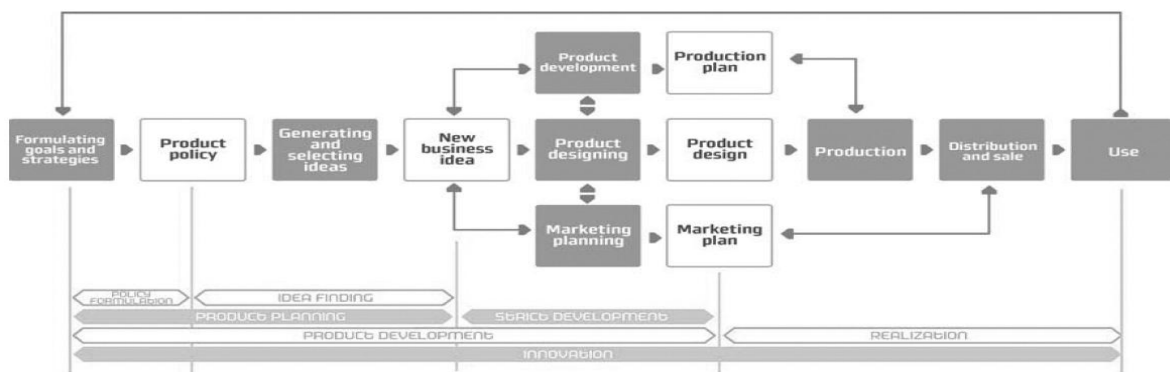 Product
development
Production
plan
Formulating
goals and
strategies
Product
policy
Generating
and
selecting
ideas
New
business
idea
Product
designing
Product
design
Production
Distribution
and sale
Use
Marketing
planning
Marketing
plan
POLICY
FORMULATION
IDEA FINDING
PRODUCT PLANNING
STRICT DEVELOPMENT
PRODUCT DEVELOPMENT
REALIZATION
INNOVATION